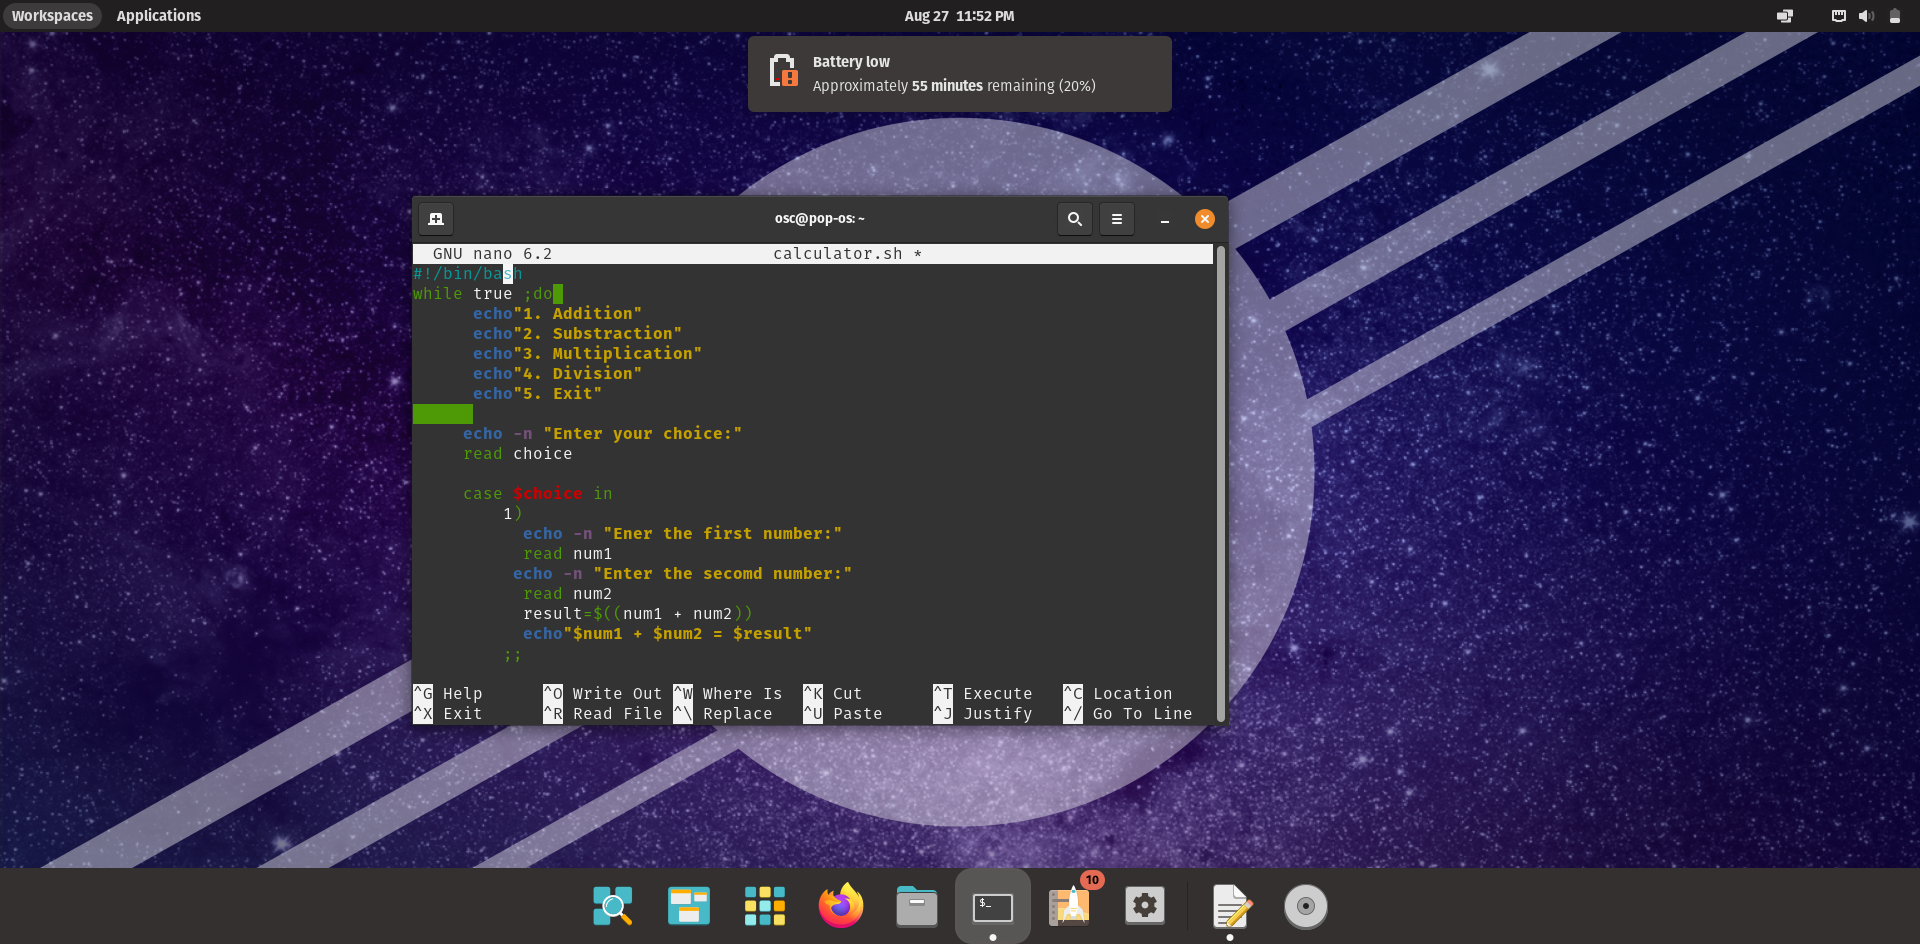 Workspaces Applications Aug 27 11:52 PM
Battery low
Approximately 55 minutes remaining (20%)
osc@pop-os: ~
GNU nano 6.2 calculator.sh *
#!/bin/bash
while true ;do
echo"1. Addition"
echo"2. Substraction"
echo"3. Multiplication"
echo"4. Division"
echo"5. Exit"
echo -n "Enter your choice:"
read choice
case $choice in
1)
echo -n "Ener the first number:"
read num1
echo -n "Enter the secomd number:"
read num2
result=$((num1 + num2))
echo"$num1 + $num2 = $result"
;;
^G Help ^O Write Out ^W Where Is ^K Cut ^T Execute ^C Location
^X Exit ^R Read File ^\ Replace ^U Paste ^J Justify ^/ Go To Line
$_
10